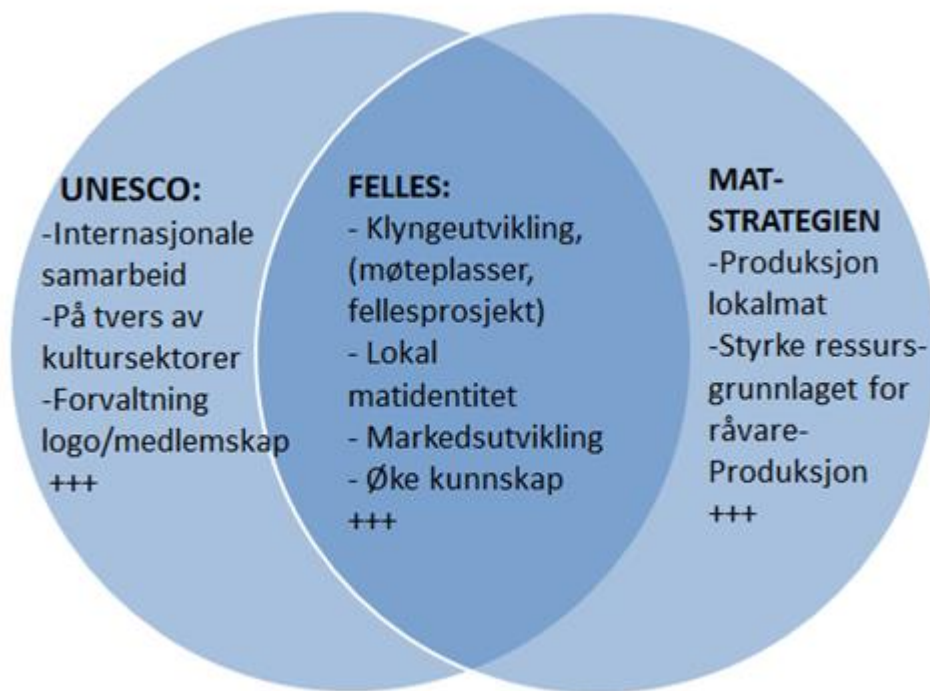 UNESCO:
-Internasjonale
samarbeid
-På tvers av
kultursektorer
-Forvaltning
logo/medlemskap
+++
FELLES:
- Klyngeutvikling,
(møteplasser,
fellesprosjekt)
- Lokal
matidentitet
- Markedsutvikling
- Øke kunnskap
+++
MAT-
STRATEGIEN
-Produksjon
lokalmat
-Styrke ressurs-
grunnlaget for
råvare-
Produksjon
+++